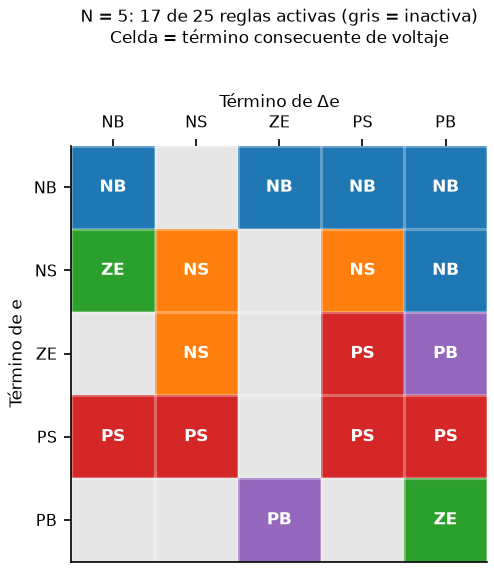 N = 5: 17 de 25 reglas activas (gris = inactiva)
Celda = término consecuente de voltaje
Término de Δe
NB NS ZE PS PB
Término de e
NB NB NB NB NB
NS ZE NS NS NB
ZE NS PS PB
PS PS PS PS PS
PB PB ZE